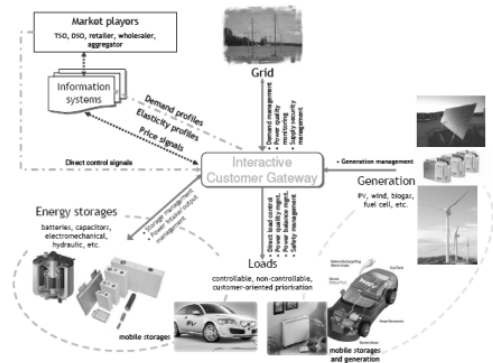 Market players
TSO, DSO, retailer, wholesaler,
aggregator
Information
systems
Demand profiles
Elasticity profiles
Price signals
Direct control signals
Grid
• Demand management
• Power quality
monitoring
• Supply security
management
Interactive
Customer Gateway
• Generation management
Generation
PV, wind, biogas,
fuel cell, etc.
Energy storages
batteries, capacitors,
electromechanical,
hydraulic, etc.
• Storage management
• Power intake/output
management
• Direct load control
• Power quality mgmt.
• Power balance mgmt.
• Safety management
Loads
controllable, non-controllable,
customer-oriented priorisation
mobile storages
mobile storages
and generation